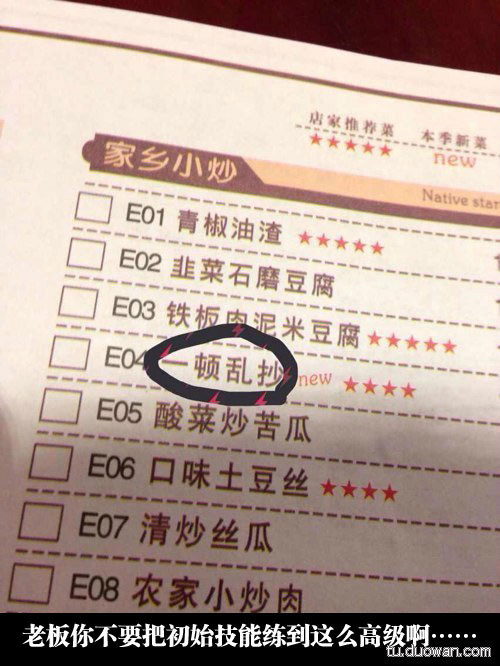 店家推荐菜 本季新菜
new
家乡小炒
Native star
E01 青椒油渣
E02 韭菜石磨豆腐
E03 铁板肉泥米豆腐
E04 顿乱抄 new
E05 酸菜炒苦瓜
E06 口味土豆丝
E07 清炒丝瓜
E08 农家小炒肉
老板你不要把初始技能练到这么高级啊……
tu.duowan.com